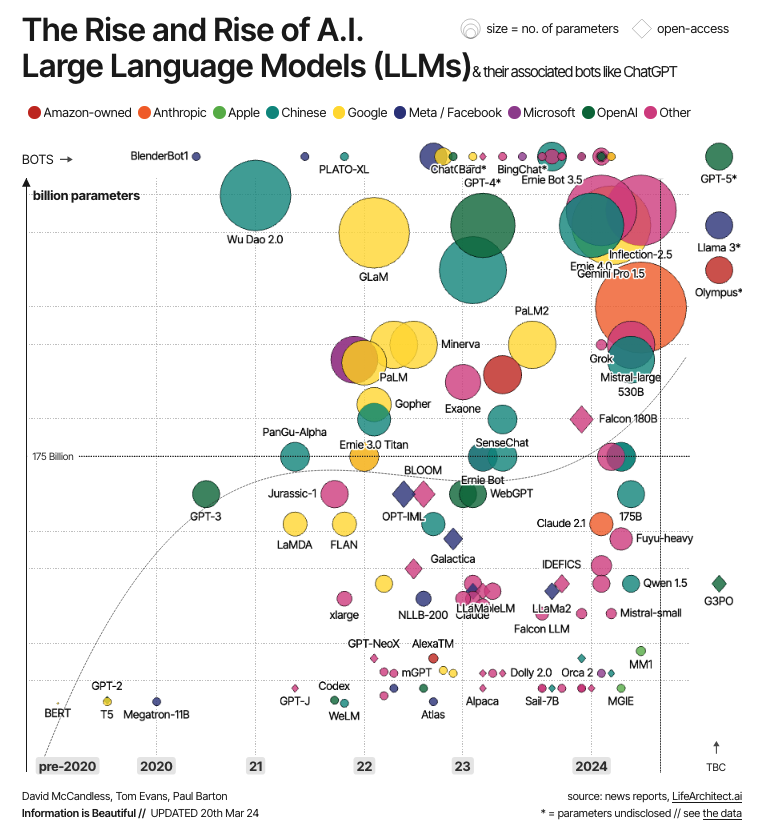 The Rise and Rise of A.I.
size = no. of parameters
open-access
Large Language Models (LLMs) & their associated bots like ChatGPT
Amazon-owned Anthropic Apple Chinese Google Meta / Facebook Microsoft OpenAI Other
BOTS →
BlenderBot1
PLATO-XL
Bard*
BingChat*
GPT-4*
Ernie Bot 3.5
GPT-5*
billion parameters
Wu Dao 2.0
Llama 3*
Inflection-2.5
Ernie 4.0
Gemini Pro 1.5
GLaM
Olympus*
PaLM2
Minerva
Grok
PaLM
Mistral-large
530B
Gopher
Exaone
Falcon 180B
PanGu-Alpha
Ernie 3.0 Titan
SenseChat
175 Billion
BLOOM
Ernie Bot
Jurassic-1
WebGPT
GPT-3
OPT-IML
175B
Claude 2.1
LaMDA
FLAN
Fuyu-heavy
Galactica
IDEFICS
Qwen 1.5
G3PO
xlarge
NLLB-200
Claude
LLaMa2
Mistral-small
Falcon LLM
GPT-NeoX
AlexaTM
MM1
mGPT
Dolly 2.0
Orca 2
GPT-2
Codex
BERT
T5
Megatron-11B
GPT-J
WeLM
Atlas
Alpaca
Sail-7B
MGIE
pre-2020
2020
21
22
23
2024
TBC
David McCandless, Tom Evans, Paul Barton
source: news reports, LifeArchitect.ai
Information is Beautiful // UPDATED 20th Mar 24
* = parameters undisclosed // see the data